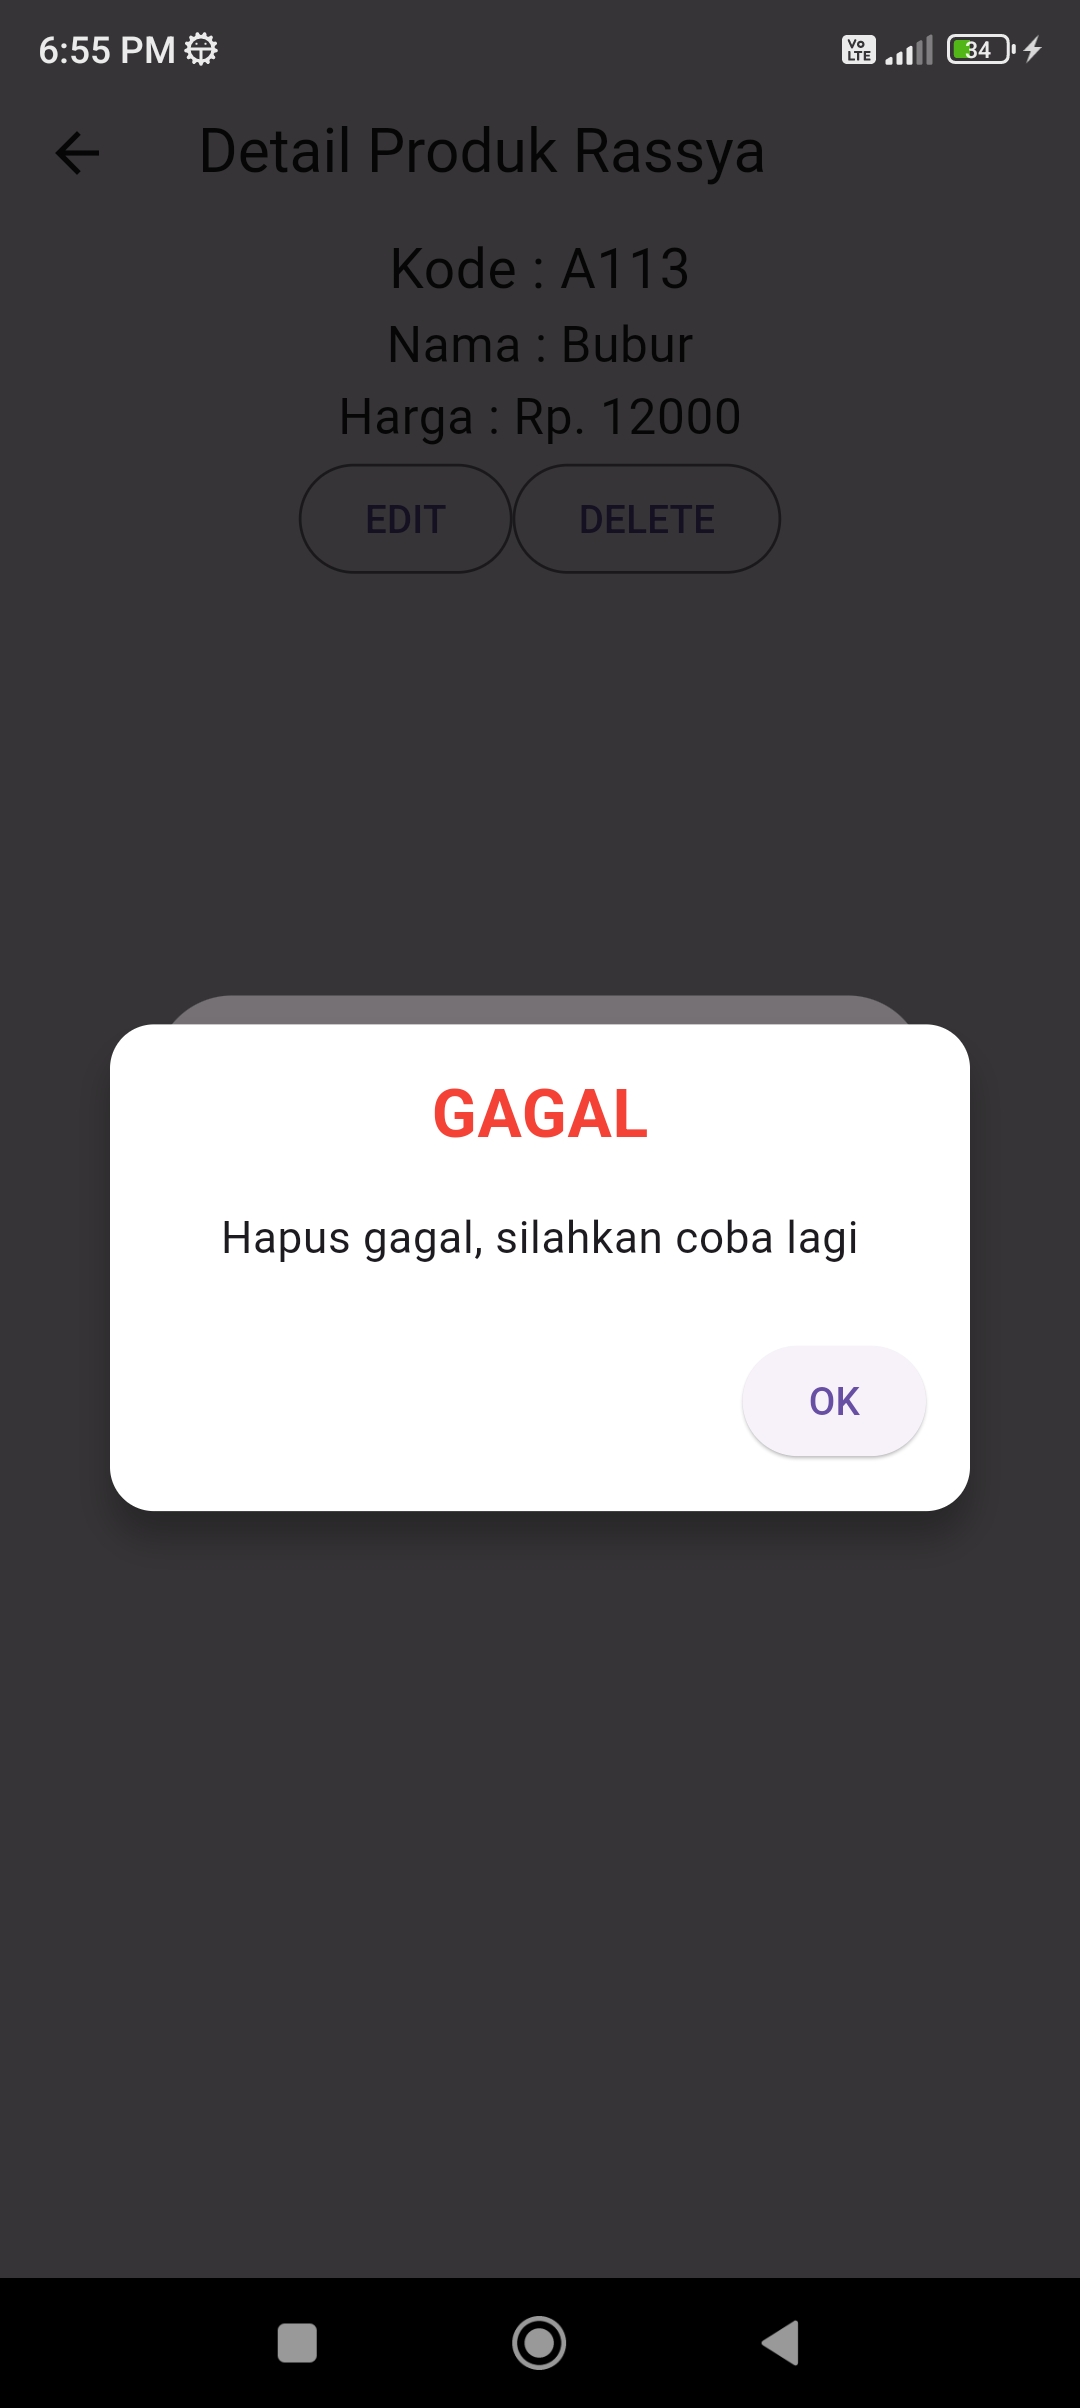 6:55 PM
Vo LTE
34
Detail Produk Rassya
Kode : A113
Nama : Bubur
Harga : Rp. 12000
EDIT
DELETE
GAGAL
Hapus gagal, silahkan coba lagi
OK